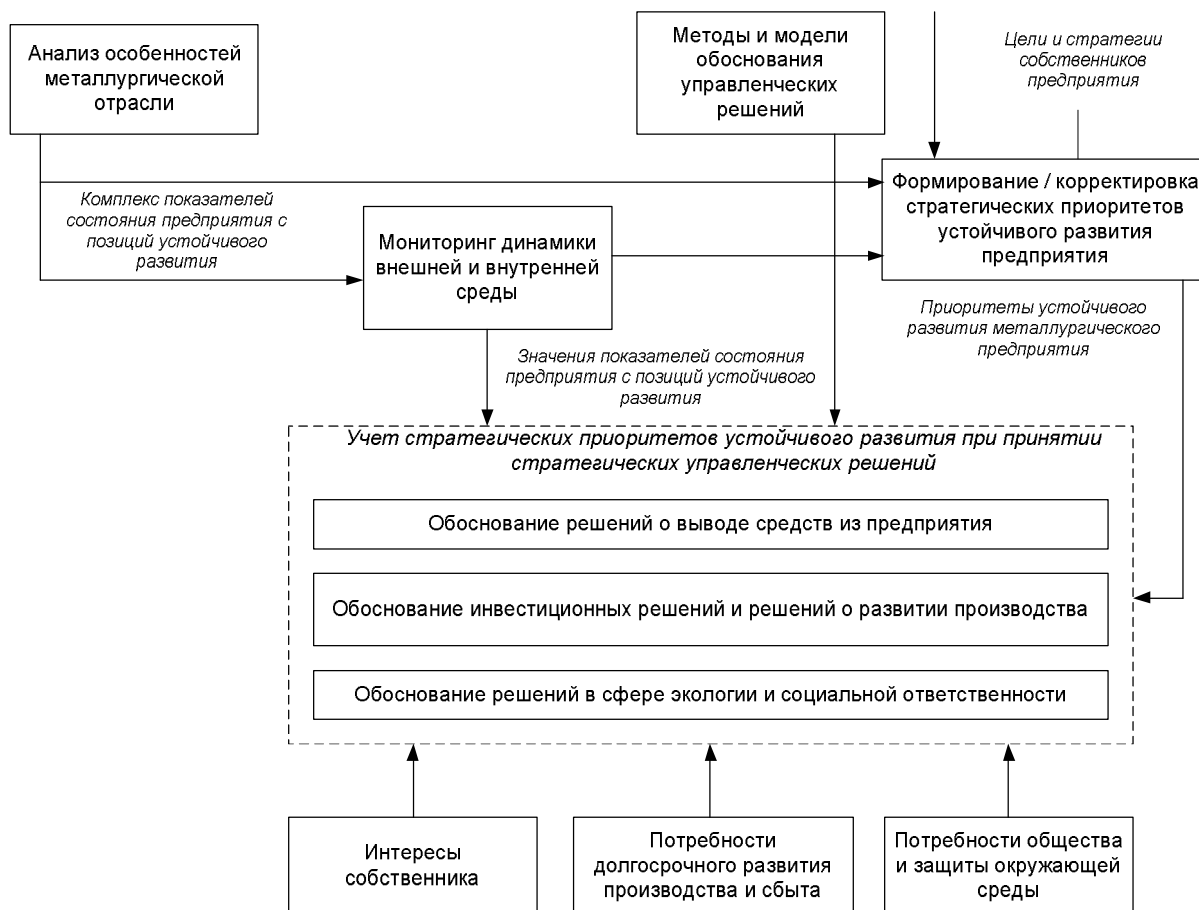 Анализ особенностей
металлургической
отрасли
Методы и модели
обоснования
управленческих
решений
Цели и стратегии
собственников
предприятия
Комплекс показателей
состояния предприятия с
позиций устойчивого
развития
Мониторинг динамики
внешней и внутренней
среды
Формирование / корректировка
стратегических приоритетов
устойчивого развития
предприятия
Значения показателей состояния
предприятия с позиций устойчивого
развития
Приоритеты устойчивого
развития металлургического
предприятия
Учет стратегических приоритетов устойчивого развития при принятии
стратегических управленческих решений
Обоснование решений о выводе средств из предприятия
Обоснование инвестиционных решений и решений о развитии производства
Обоснование решений в сфере экологии и социальной ответственности
Интересы
собственника
Потребности
долгосрочного развития
производства и сбыта
Потребности общества
и защиты окружающей
среды